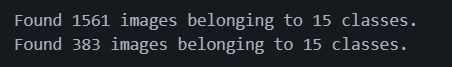 Found 1561 images belonging to 15 classes.
Found 383 images belonging to 15 classes.